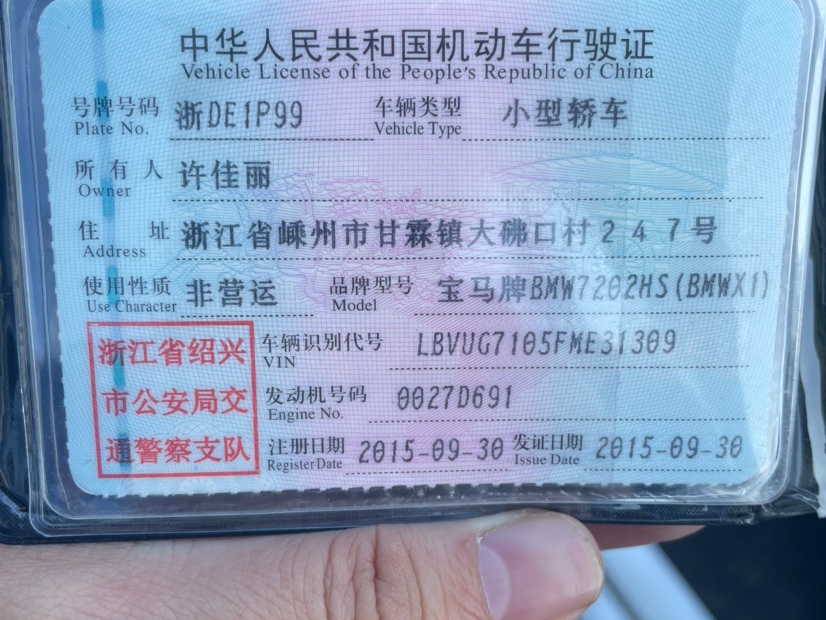 中华人民共和国机动车行驶证
Vehicle License of the People's Republic of China
号牌号码 浙DE1P99 车辆类型 小型轿车
Plate No. Vehicle Type
所有人 许佳丽
Owner
住址 浙江省嵊州市甘霖镇大砩口村247号
Address
使用性质 非营运 品牌型号 宝马牌BMW7202HS(BMWX1)
Use Character Model
浙江省绍兴
市公安局交
通警察支队
车辆识别代号 LBVUG7105FME31309
VIN
发动机号码 0027D691
Engine No.
注册日期 2015-09-30 发证日期 2015-09-30
Register Date Issue Date